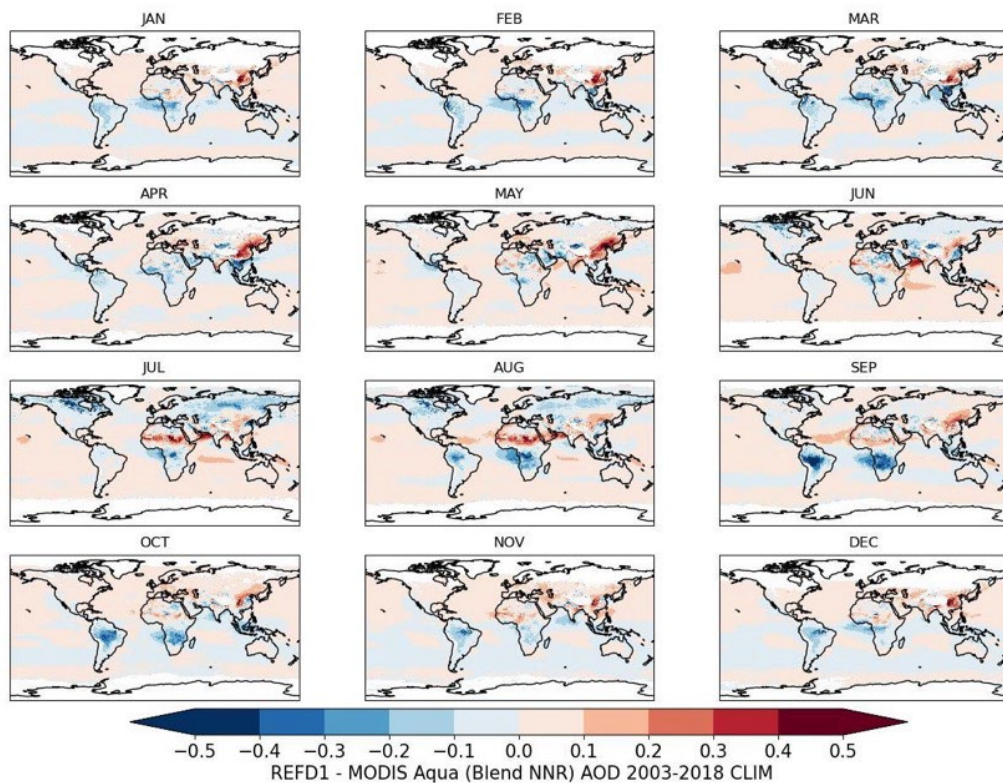 JAN FEB MAR
APR MAY JUN
JUL AUG SEP
OCT NOV DEC
−0.5 −0.4 −0.3 −0.2 −0.1 0.0 0.1 0.2 0.3 0.4 0.5
REFD1 - MODIS Aqua (Blend NNR) AOD 2003-2018 CLIM